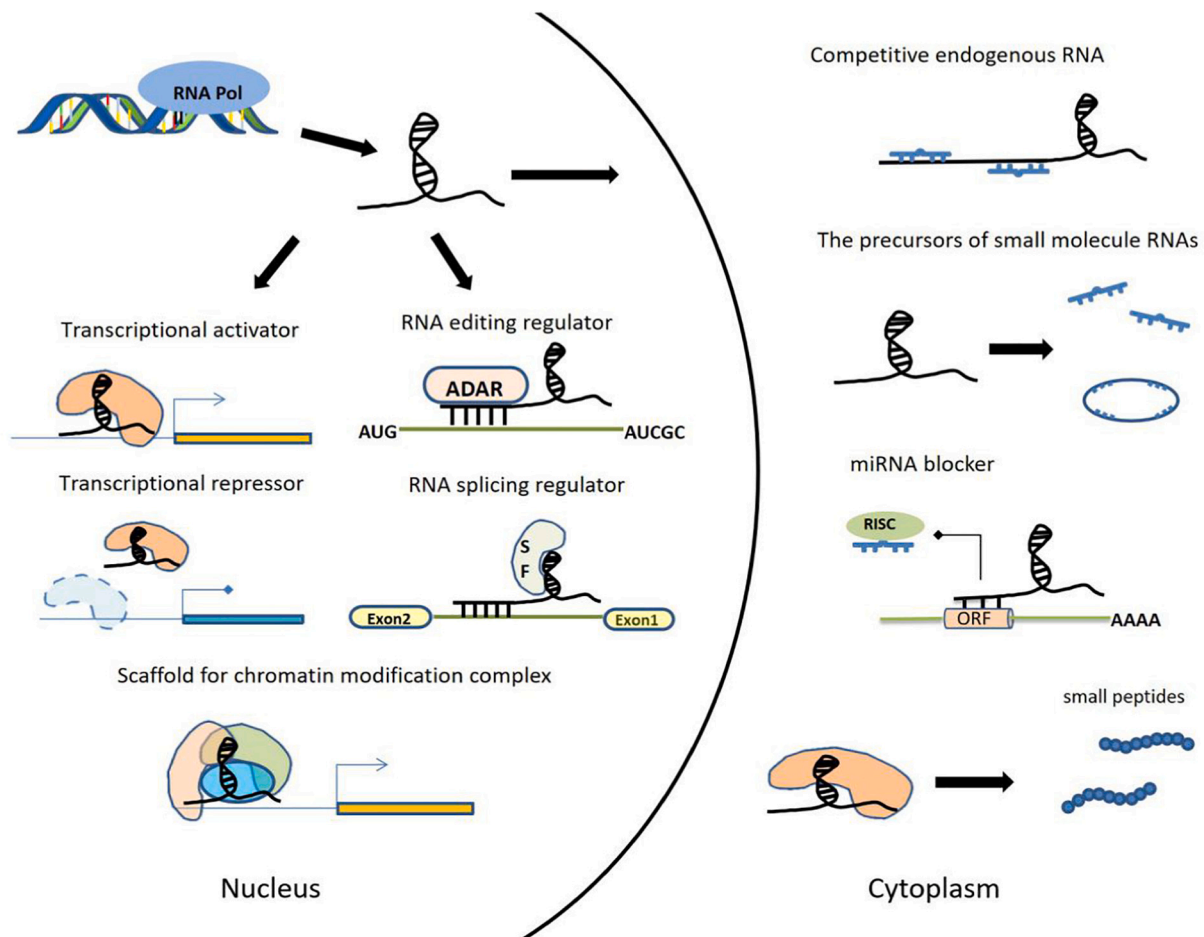 RNA Pol
Transcriptional activator
RNA editing regulator
ADAR
AUG
AUCGC
Transcriptional repressor
RNA splicing regulator
S
F
Exon2
Exon1
Scaffold for chromatin modification complex
Nucleus
Competitive endogenous RNA
The precursors of small molecule RNAs
miRNA blocker
RISC
ORF
AAAA
small peptides
Cytoplasm